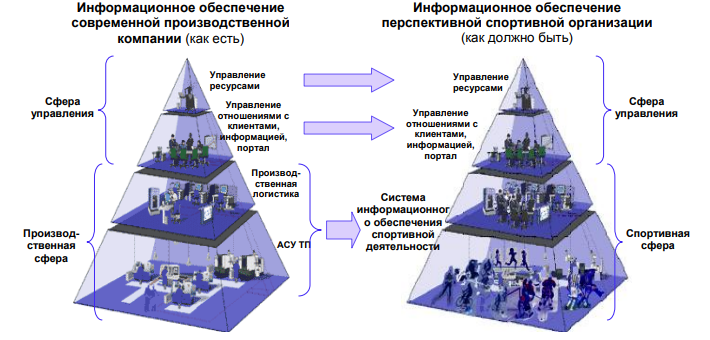 Информационное обеспечение
современной производственной
компании (как есть)
Информационное обеспечение
перспективной спортивной организации
(как должно быть)
Сфера
управления
Управление
ресурсами
Управление
отношениями с
клиентами,
информацией,
портал
Производ-
ственная
логистика
Производ-
ственная
сфера
АСУ ТП
Управление
ресурсами
Управление
отношениями с
клиентами,
информацией,
портал
Сфера
управления
Система
информационног
о обеспечения
спортивной
деятельности
Спортивная
сфера